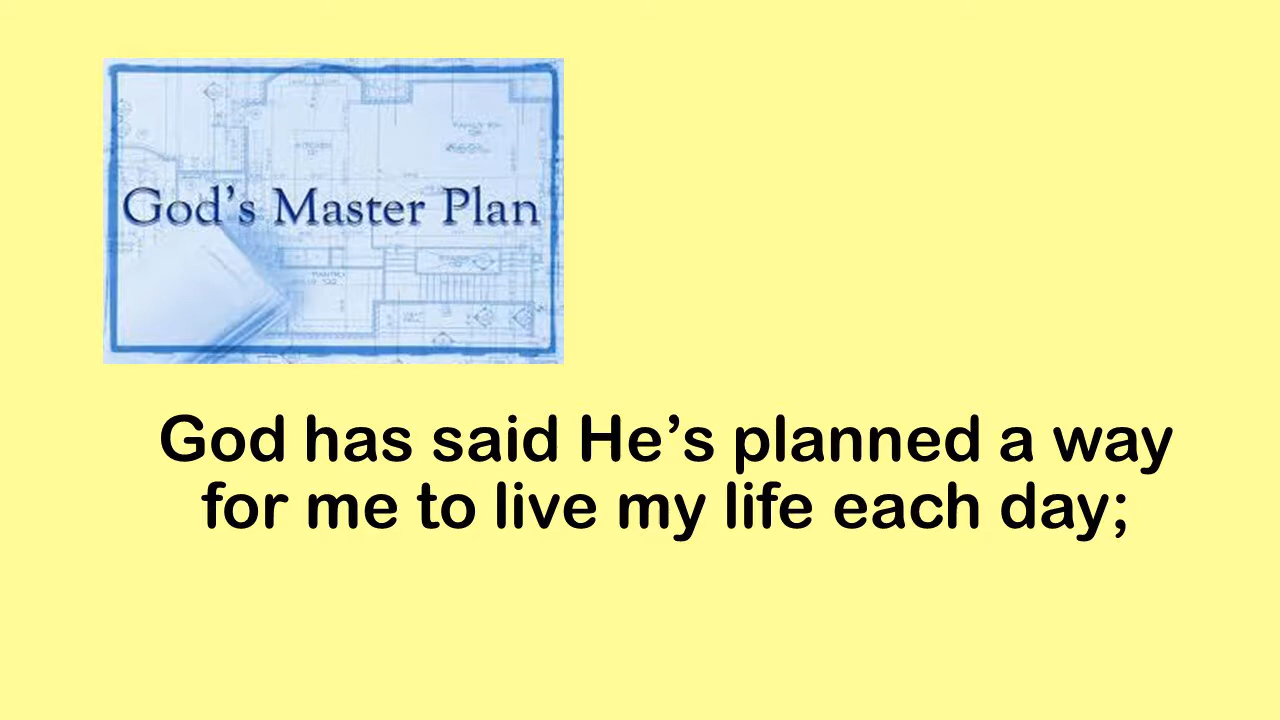 God's Master Plan
God has said He’s planned a way
for me to live my life each day;